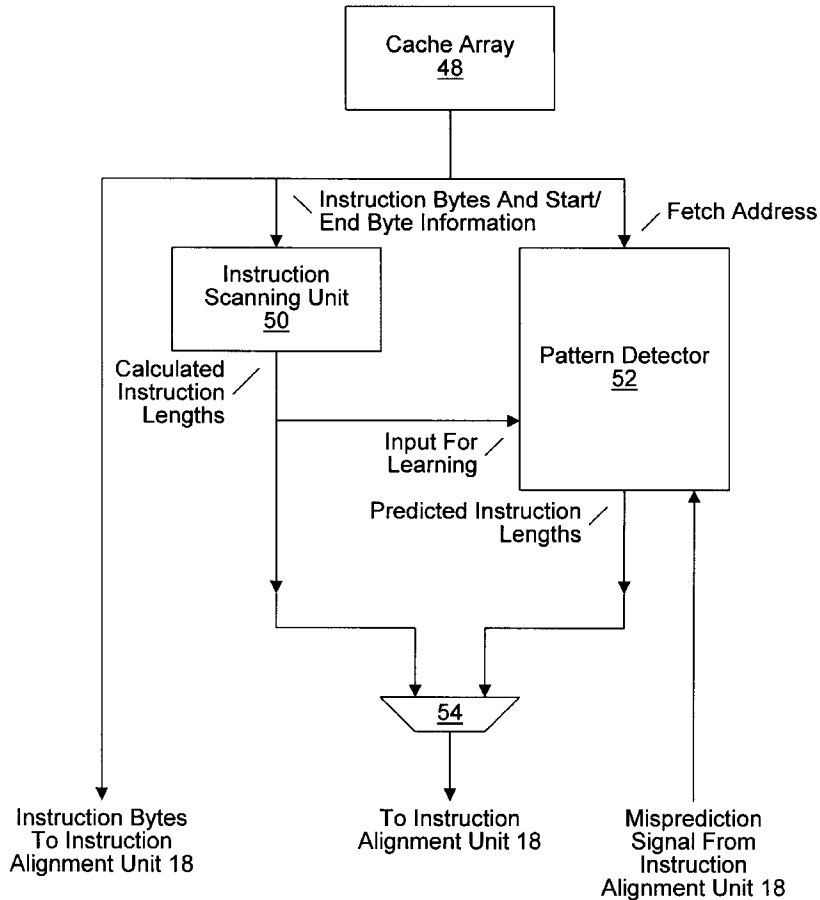 Cache Array
48
Instruction Bytes And Start/
End Byte Information
Fetch Address
Instruction
Scanning Unit
50
Pattern Detector
52
Calculated
Instruction
Lengths
Input For
Learning
Predicted Instruction
Lengths
54
Instruction Bytes
To Instruction
Alignment Unit 18
To Instruction
Alignment Unit 18
Misprediction
Signal From
Instruction
Alignment Unit 18